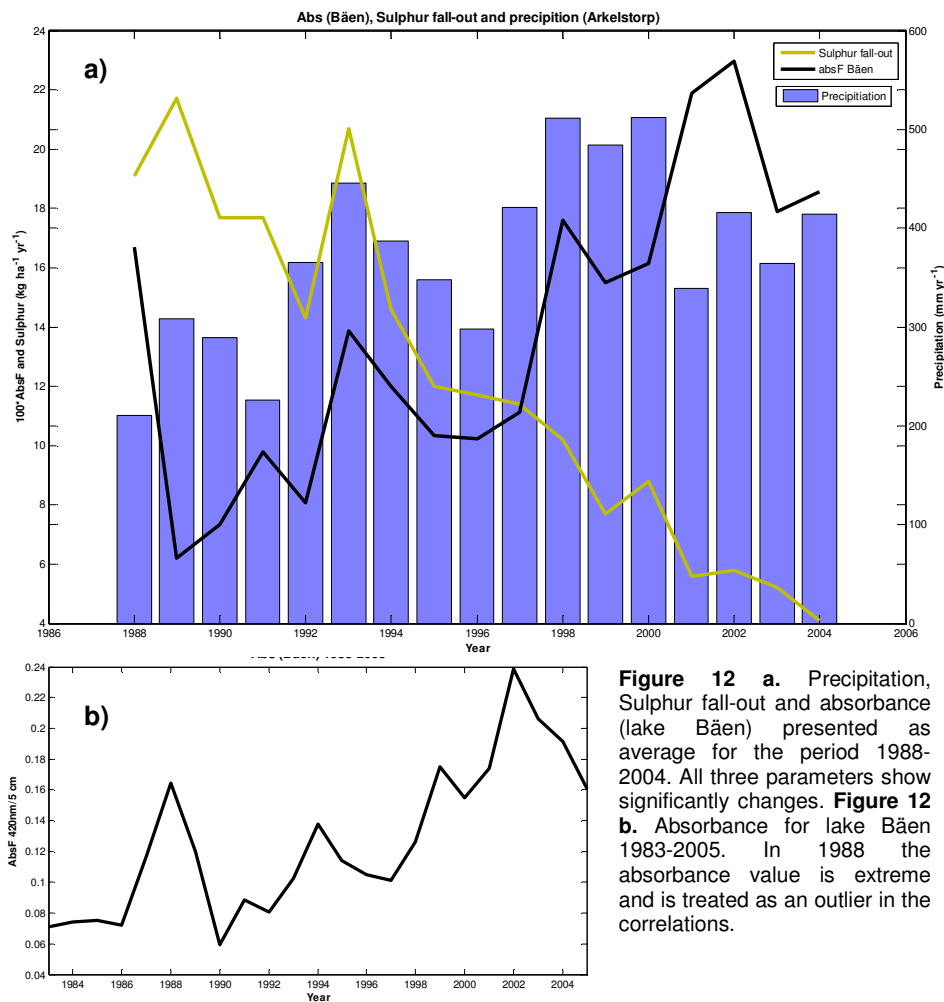 Abs (Bäen), Sulphur fall-out and precipition (Arkelstorp)
a)
Sulphur fall-out
absF Bäen
Precipitiation
24
22
20
18
16
14
12
10
8
6
4
600
500
400
300
200
100
0
100*AbsF and Sulphur (kg ha⁻¹ yr⁻¹)
Precipitation (mm yr⁻¹)
1986 1988 1990 1992 1994 1996 1998 2000 2002 2004 2006
Year
b)
0.24
0.22
0.2
0.18
0.16
0.14
0.12
0.1
0.08
0.06
0.04
AbsF 420nm/5 cm
1984 1986 1988 1990 1992 1994 1996 1998 2000 2002 2004
Year
Figure 12 a. Precipitation,
Sulphur fall-out and absorbance
(lake Bäen) presented as
average for the period 1988-
2004. All three parameters show
significantly changes. Figure 12
b. Absorbance for lake Bäen
1983-2005. In 1988 the
absorbance value is extreme
and is treated as an outlier in the
correlations.